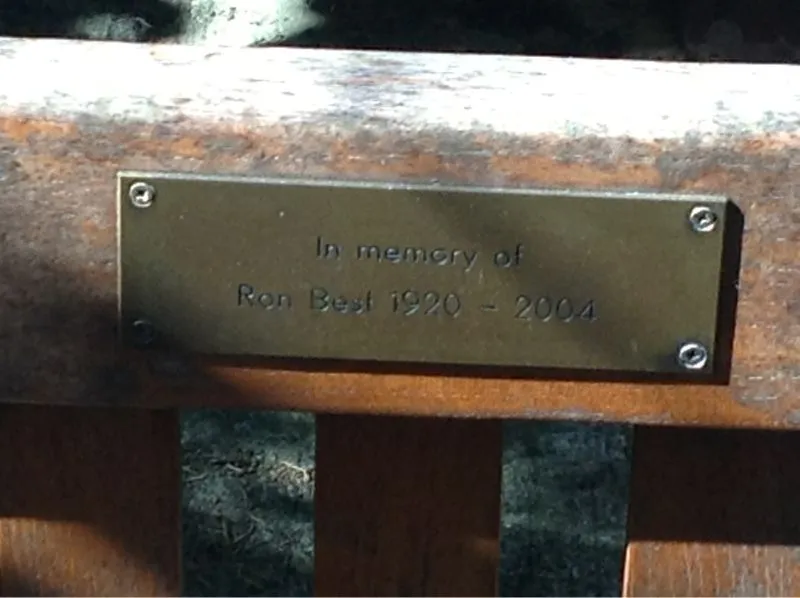 In memory of
Ron Best 1920 - 2004